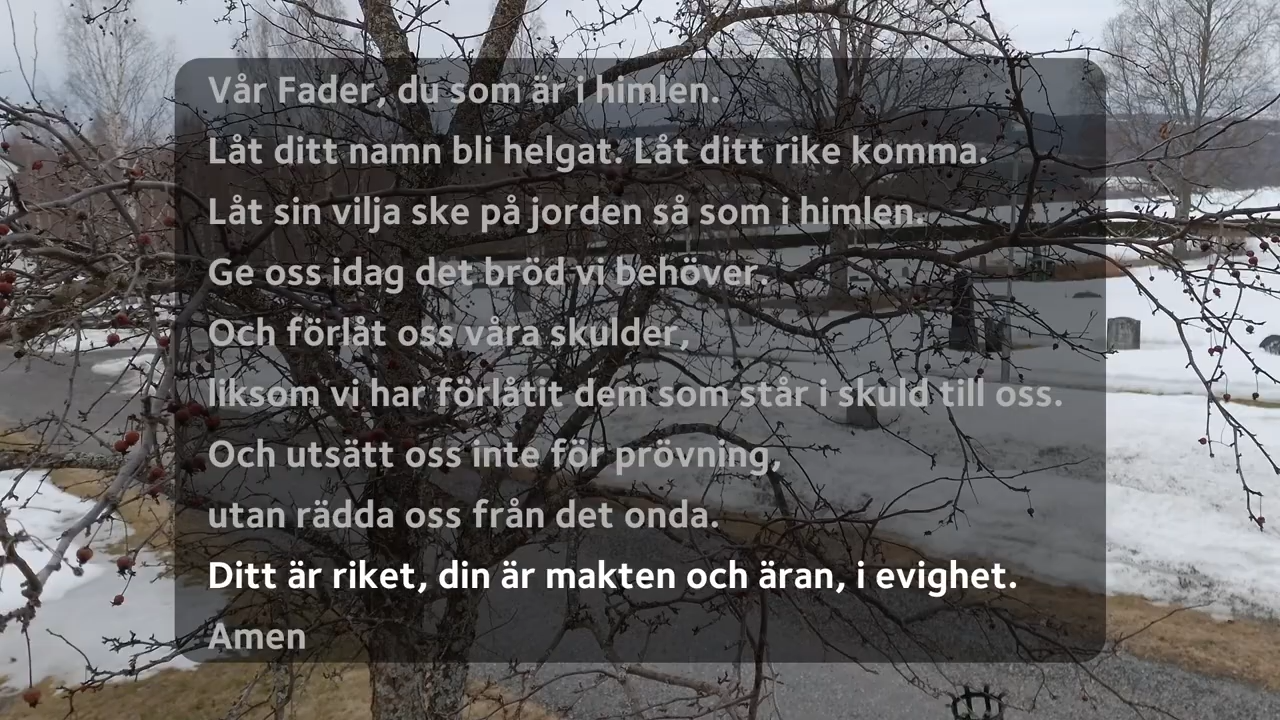 Vår Fader, du som är i himlen.
Låt ditt namn bli helgat. Låt ditt rike komma.
Låt sin vilja ske på jorden så som i himlen.
Ge oss idag det bröd vi behöver.
Och förlåt oss våra skulder,
liksom vi har förlåtit dem som står i skuld till oss.
Och utsätt oss inte för prövning,
utan rädda oss från det onda.
Ditt är riket, din är makten och äran, i evighet.
Amen